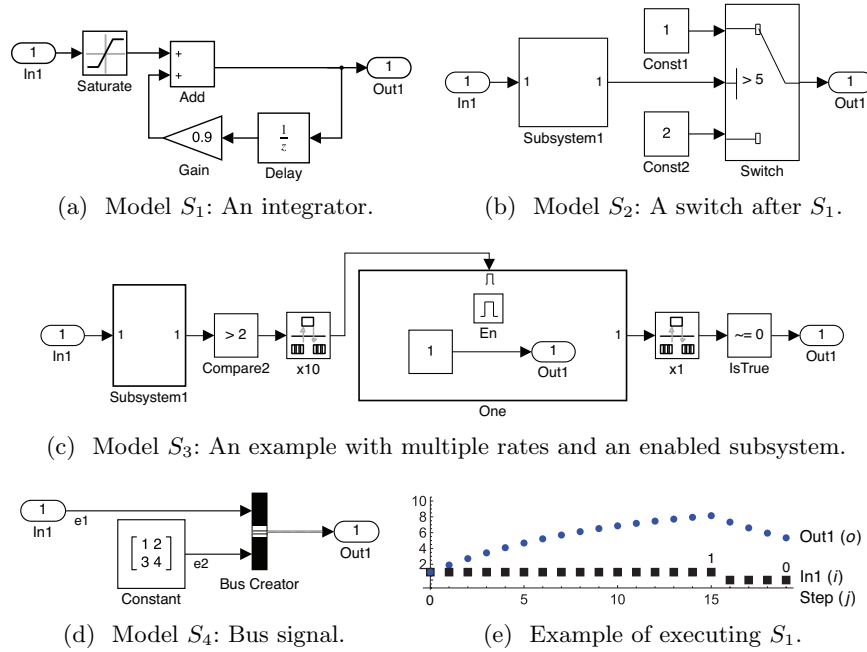 1
In1
Saturate
+
+
Add
1
Out1
0.9
Gain
1
z
Delay
(a) Model S1: An integrator.
1
In1
1
1
Subsystem1
1
Const1
> 5
2
Const2
Switch
1
Out1
(b) Model S2: A switch after S1.
1
In1
1
1
Subsystem1
> 2
Compare2
x10
En
1
1
Out1
1
One
x1
~= 0
IsTrue
1
Out1
(c) Model S3: An example with multiple rates and an enabled subsystem.
1
In1
e1
1 2
3 4
Constant
e2
Bus Creator
1
Out1
(d) Model S4: Bus signal.
10
8
6
4
2
Out1 (o)
1
0
In1 (i)
0
5
10
15
Step (j)
(e) Example of executing S1.